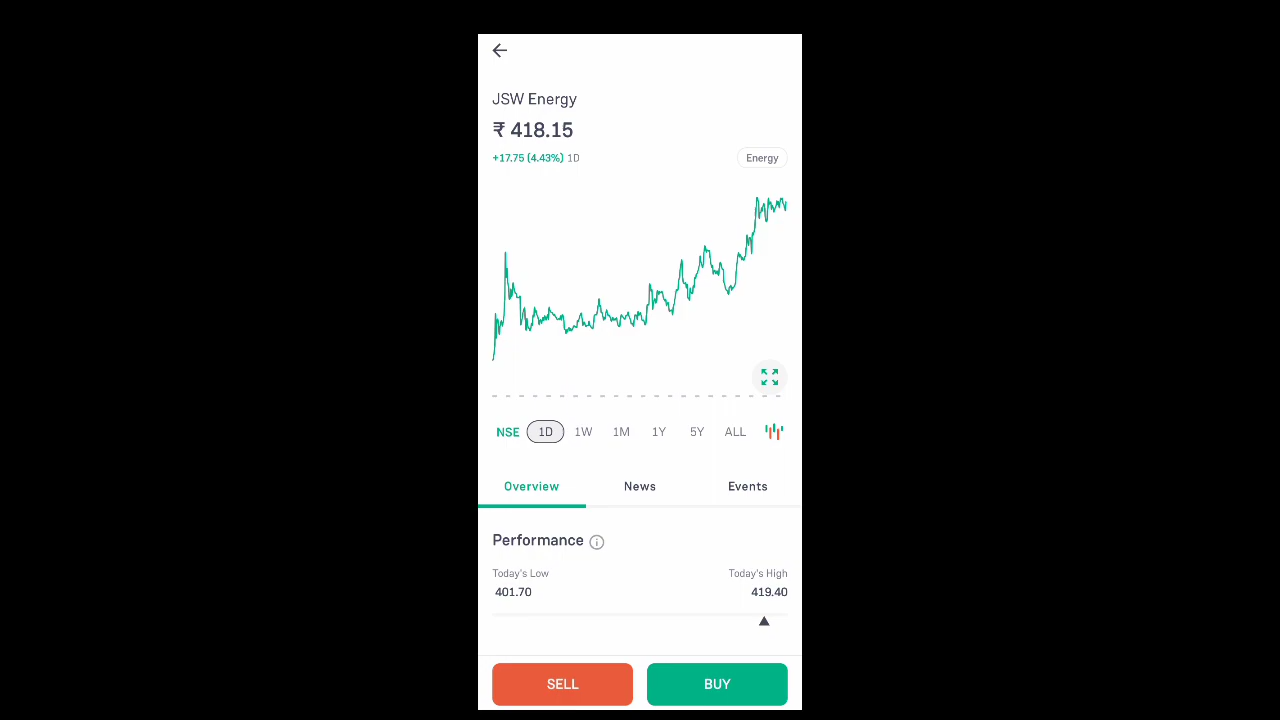 JSW Energy
₹ 418.15
+17.75 (4.43%) 1D
Energy
NSE 1D 1W 1M 1Y 5Y ALL
Overview News Events
Performance
Today's Low Today's High
401.70 419.40
SELL BUY